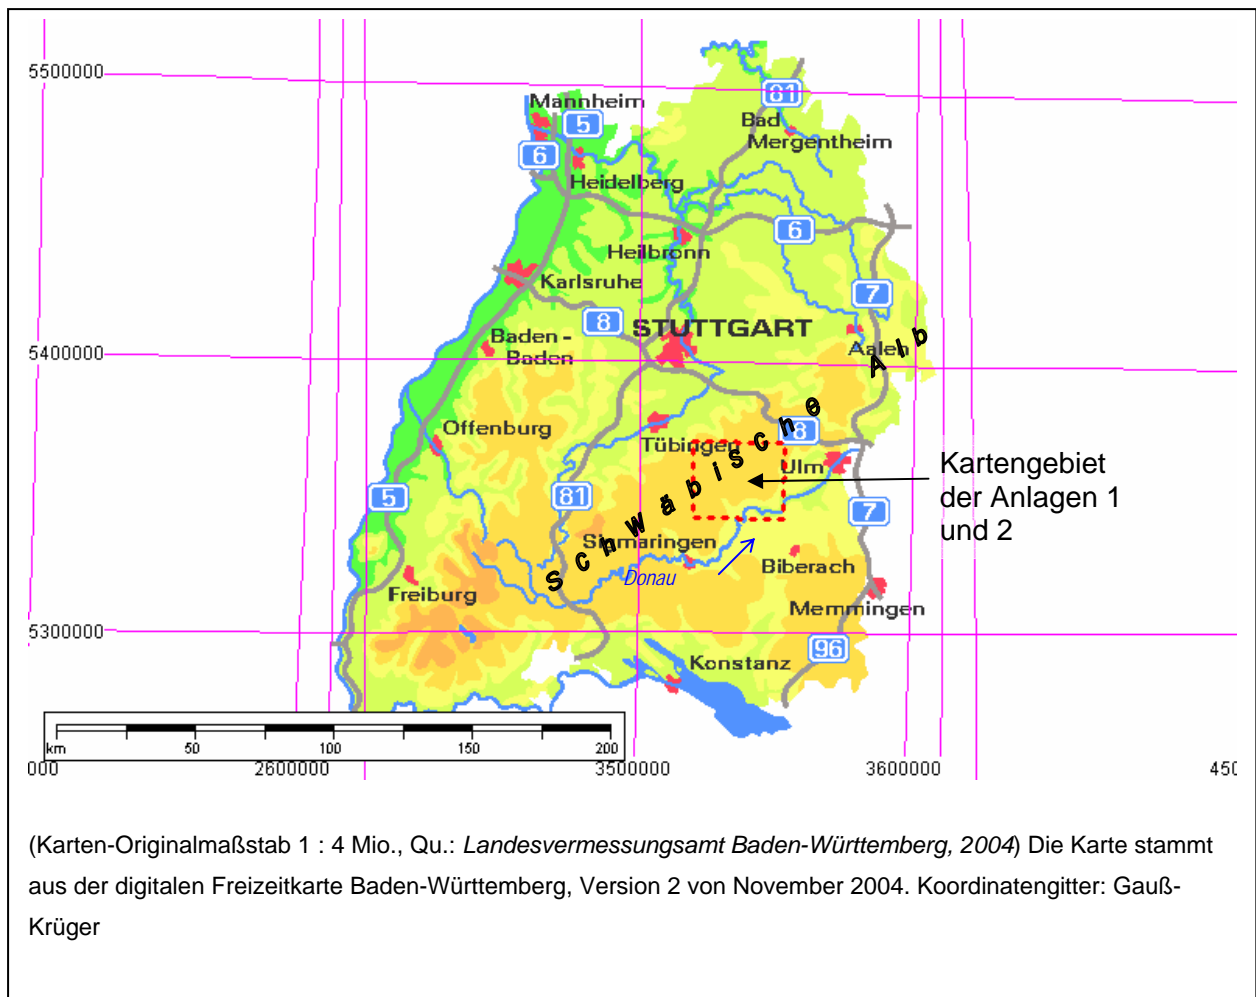 5500000
81
Mannheim
5
Bad
Mergentheim
6
Heidelberg
6
Heilbronn
Karlsruhe
7
8
STUTTGART
Baden-
Baden
5400000
Aalen
Schwäbische Alb
Offenburg
8
Tübingen
Ulm
Kartengebiet
der Anlagen 1
und 2
5
81
7
Sigmaringen
Donau
Biberach
Freiburg
Memmingen
5300000
96
Konstanz
km 50 100 150 200
000 2600000 3500000 3600000 450
(Karten-Originalmaßstab 1 : 4 Mio., Qu.: Landesvermessungsamt Baden-Württemberg, 2004) Die Karte stammt
aus der digitalen Freizeitkarte Baden-Württemberg, Version 2 von November 2004. Koordinatengitter: Gauß-
Krüger